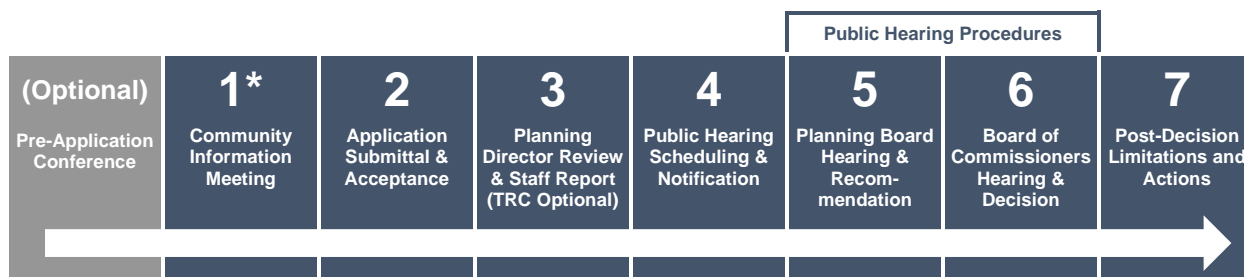 Public Hearing Procedures
(Optional)
Pre-Application
Conference
1*
Community
Information
Meeting
2
Application
Submittal &
Acceptance
3
Planning
Director Review
& Staff Report
(TRC Optional)
4
Public Hearing
Scheduling &
Notification
5
Planning Board
Hearing &
Recom-
mendation
6
Board of
Commissioners
Hearing &
Decision
7
Post-Decision
Limitations and
Actions